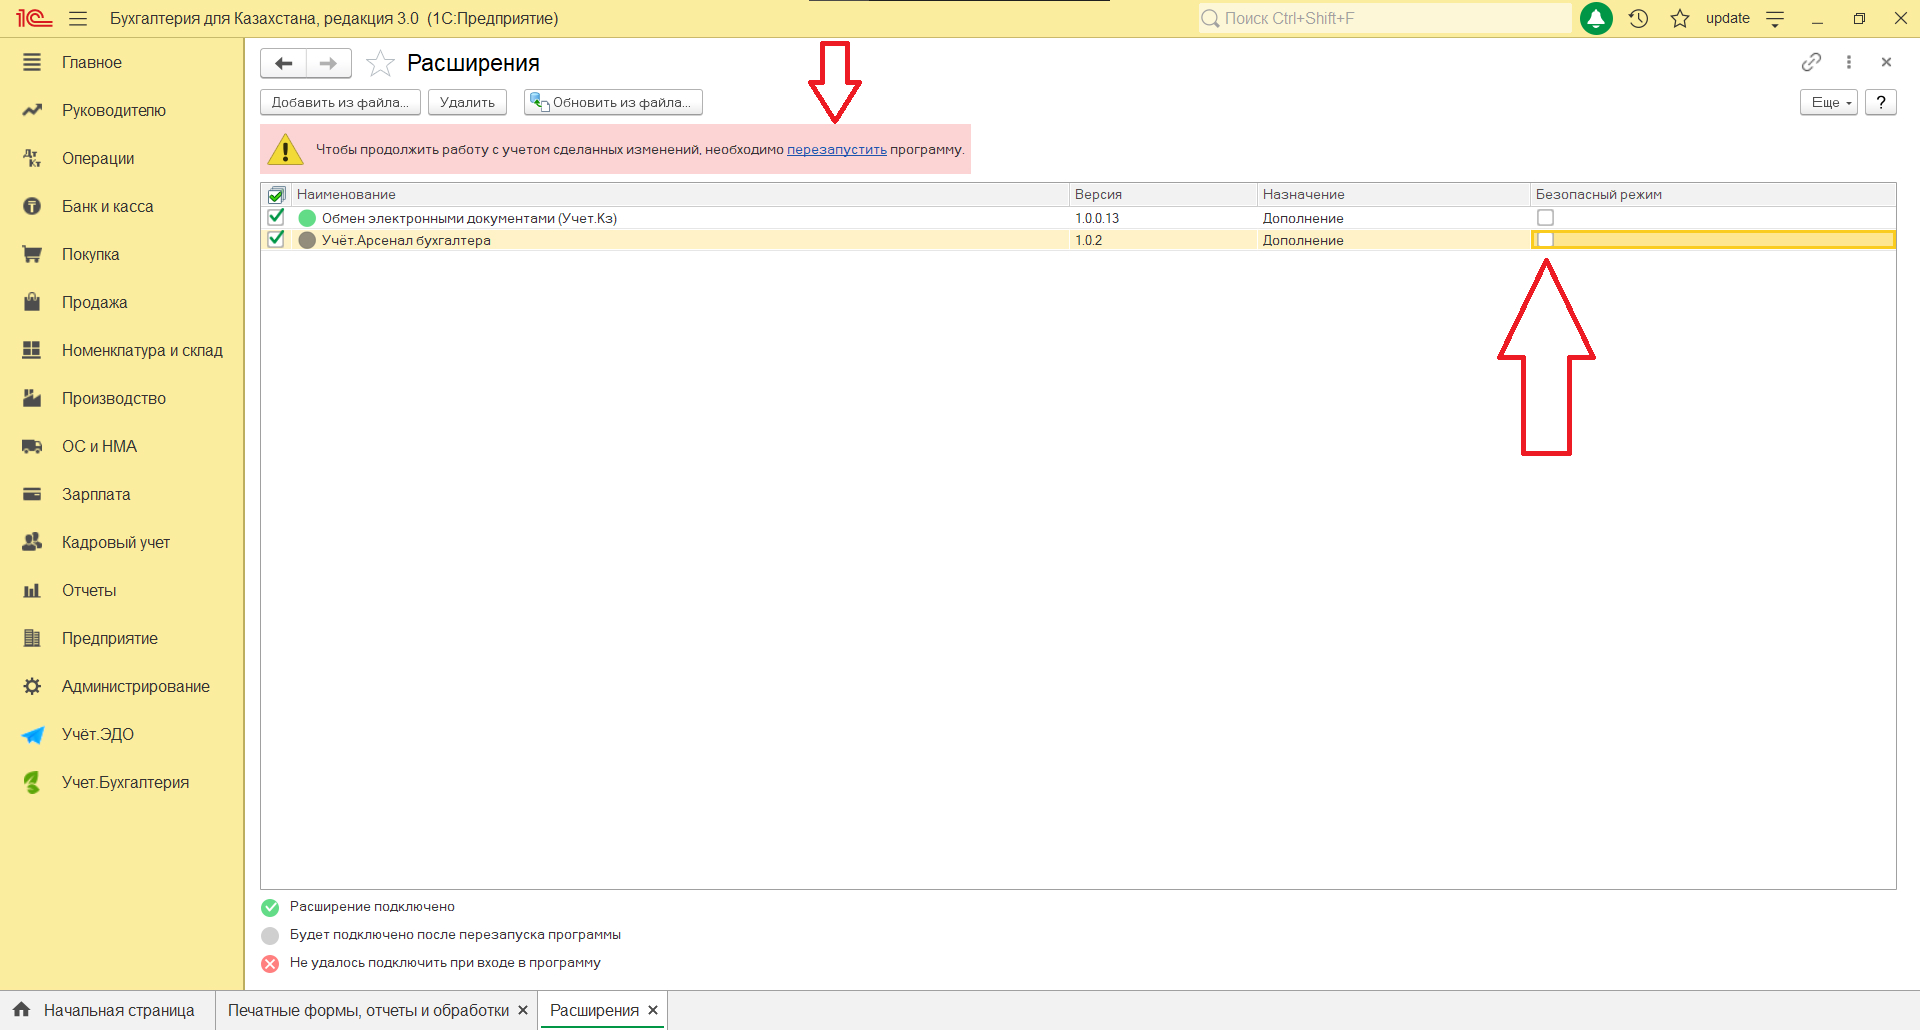 Бухгалтерия для Казахстана, редакция 3.0 (1С:Предприятие)
Поиск Ctrl+Shift+F
update
Главное
Руководителю
Операции
Банк и касса
Покупка
Продажа
Номенклатура и склад
Производство
ОС и НМА
Зарплата
Кадровый учет
Отчеты
Предприятие
Администрирование
Учёт.ЭДО
Учет.Бухгалтерия
Расширения
Добавить из файла... Удалить Обновить из файла... Еще ?
Чтобы продолжить работу с учетом сделанных изменений, необходимо перезапустить программу.
Наименование Версия Назначение Безопасный режим
Обмен электронными документами (Учет.Кз) 1.0.0.13 Дополнение
Учёт.Арсенал бухгалтера 1.0.2 Дополнение
Расширение подключено
Будет подключено после перезапуска программы
Не удалось подключить при входе в программу
Начальная страница Печатные формы, отчеты и обработки Расширения